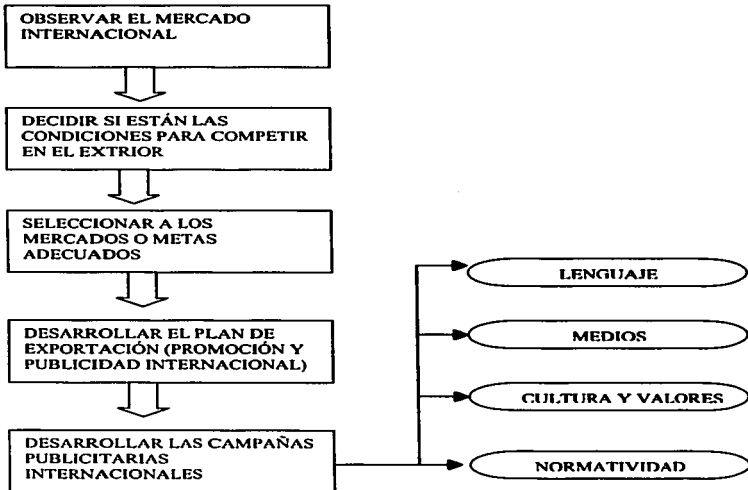 OBSERVAR EL MERCADO
INTERNACIONAL
DECIDIR SI ESTÁN LAS
CONDICIONES PARA COMPETIR
EN EL EXTRIOR
SELECCIONAR A LOS
MERCADOS O METAS
ADECUADOS
DESARROLLAR EL PLAN DE
EXPORTACIÓN (PROMOCIÓN Y
PUBLICIDAD INTERNACIONAL)
DESARROLLAR LAS CAMPAÑAS
PUBLICITARIAS
INTERNACIONALES
LENGUAJE
MEDIOS
CULTURA Y VALORES
NORMATIVIDAD